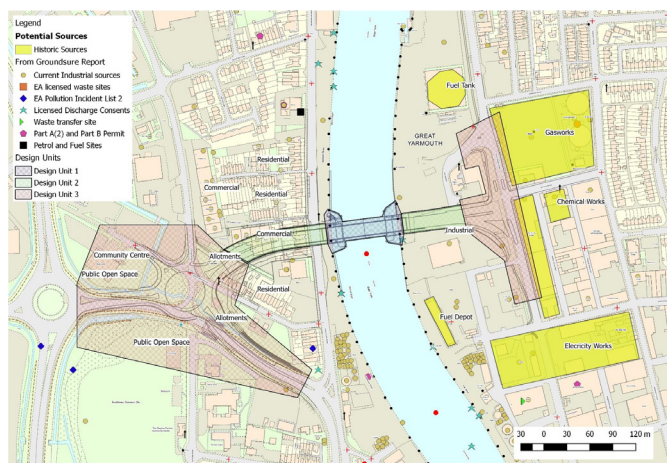 Legend
Potential Sources
Historic Sources
From Groundsure Report
Current Industrial sources
EA licensed waste sites
EA Pollution Incident List 2
Licensed Discharge Consents
Waste transfer site
Part A(2) and Part B Permit
Petrol and Fuel Sites
Design Units
Design Unit 1
Design Unit 2
Design Unit 3
Fuel Tank
GREAT
YARMOUTH
Gasworks
Residential
Commercial
Residential
Chemical Works
Commercial
Industrial
Community Centre
Allotments
Public Open Space
Residential
Allotments
Fuel Depot
Public Open Space
Elecricity Works
30 0 30 60 90 120 m